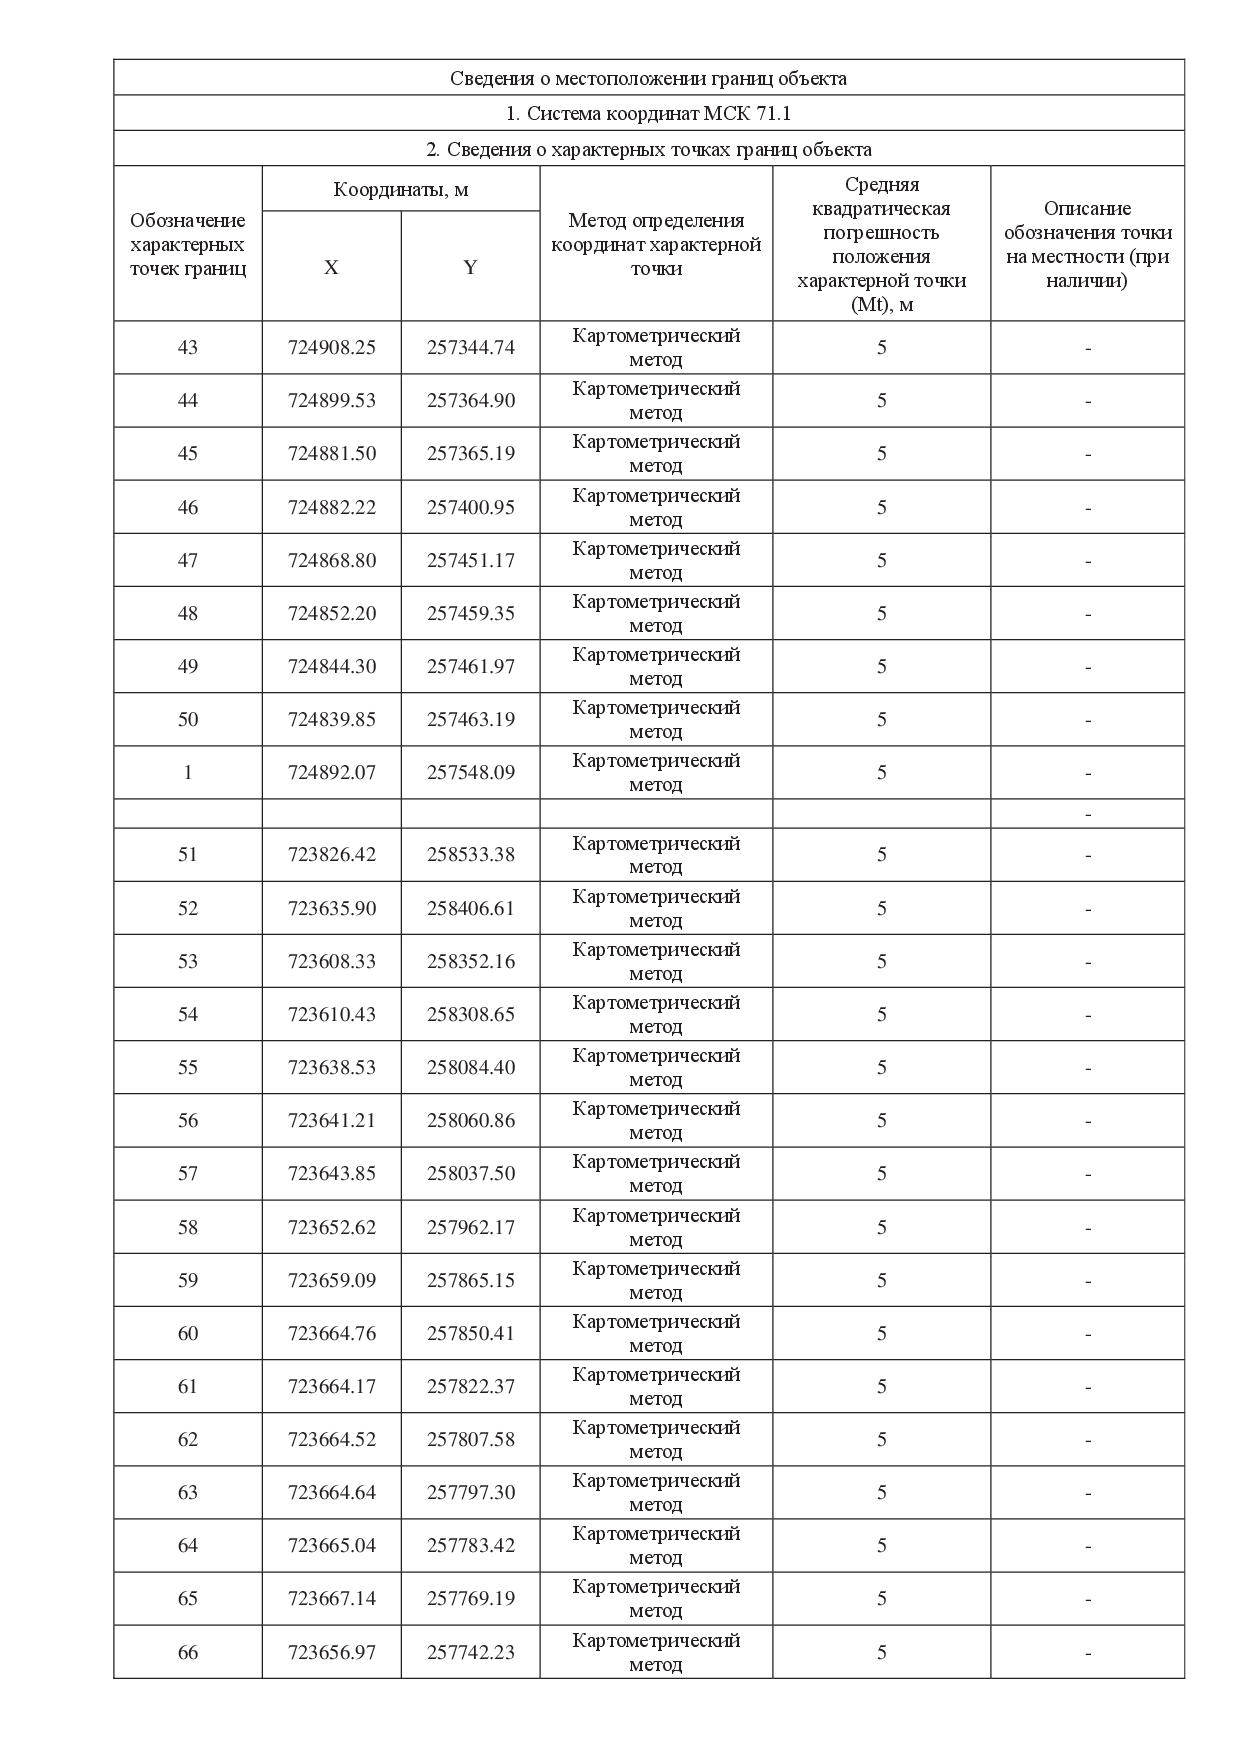 Сведения о местоположении границ объекта
1. Система координат МСК 71.1
2. Сведения о характерных точках границ объекта
Обозначение
характерных
точек границ
Координаты, м
X Y
Метод определения
координат характерной
точки
Средняя
квадратическая
погрешность
положения
характерной точки
(Mt), м
Описание
обозначения точки
на местности (при
наличии)
43 724908.25 257344.74 Картометрический
метод 5 -
44 724899.53 257364.90 Картометрический
метод 5 -
45 724881.50 257365.19 Картометрический
метод 5 -
46 724882.22 257400.95 Картометрический
метод 5 -
47 724868.80 257451.17 Картометрический
метод 5 -
48 724852.20 257459.35 Картометрический
метод 5 -
49 724844.30 257461.97 Картометрический
метод 5 -
50 724839.85 257463.19 Картометрический
метод 5 -
1 724892.07 257548.09 Картометрический
метод 5 -
-
51 723826.42 258533.38 Картометрический
метод 5 -
52 723635.90 258406.61 Картометрический
метод 5 -
53 723608.33 258352.16 Картометрический
метод 5 -
54 723610.43 258308.65 Картометрический
метод 5 -
55 723638.53 258084.40 Картометрический
метод 5 -
56 723641.21 258060.86 Картометрический
метод 5 -
57 723643.85 258037.50 Картометрический
метод 5 -
58 723652.62 257962.17 Картометрический
метод 5 -
59 723659.09 257865.15 Картометрический
метод 5 -
60 723664.76 257850.41 Картометрический
метод 5 -
61 723664.17 257822.37 Картометрический
метод 5 -
62 723664.52 257807.58 Картометрический
метод 5 -
63 723664.64 257797.30 Картометрический
метод 5 -
64 723665.04 257783.42 Картометрический
метод 5 -
65 723667.14 257769.19 Картометрический
метод 5 -
66 723656.97 257742.23 Картометрический
метод 5 -